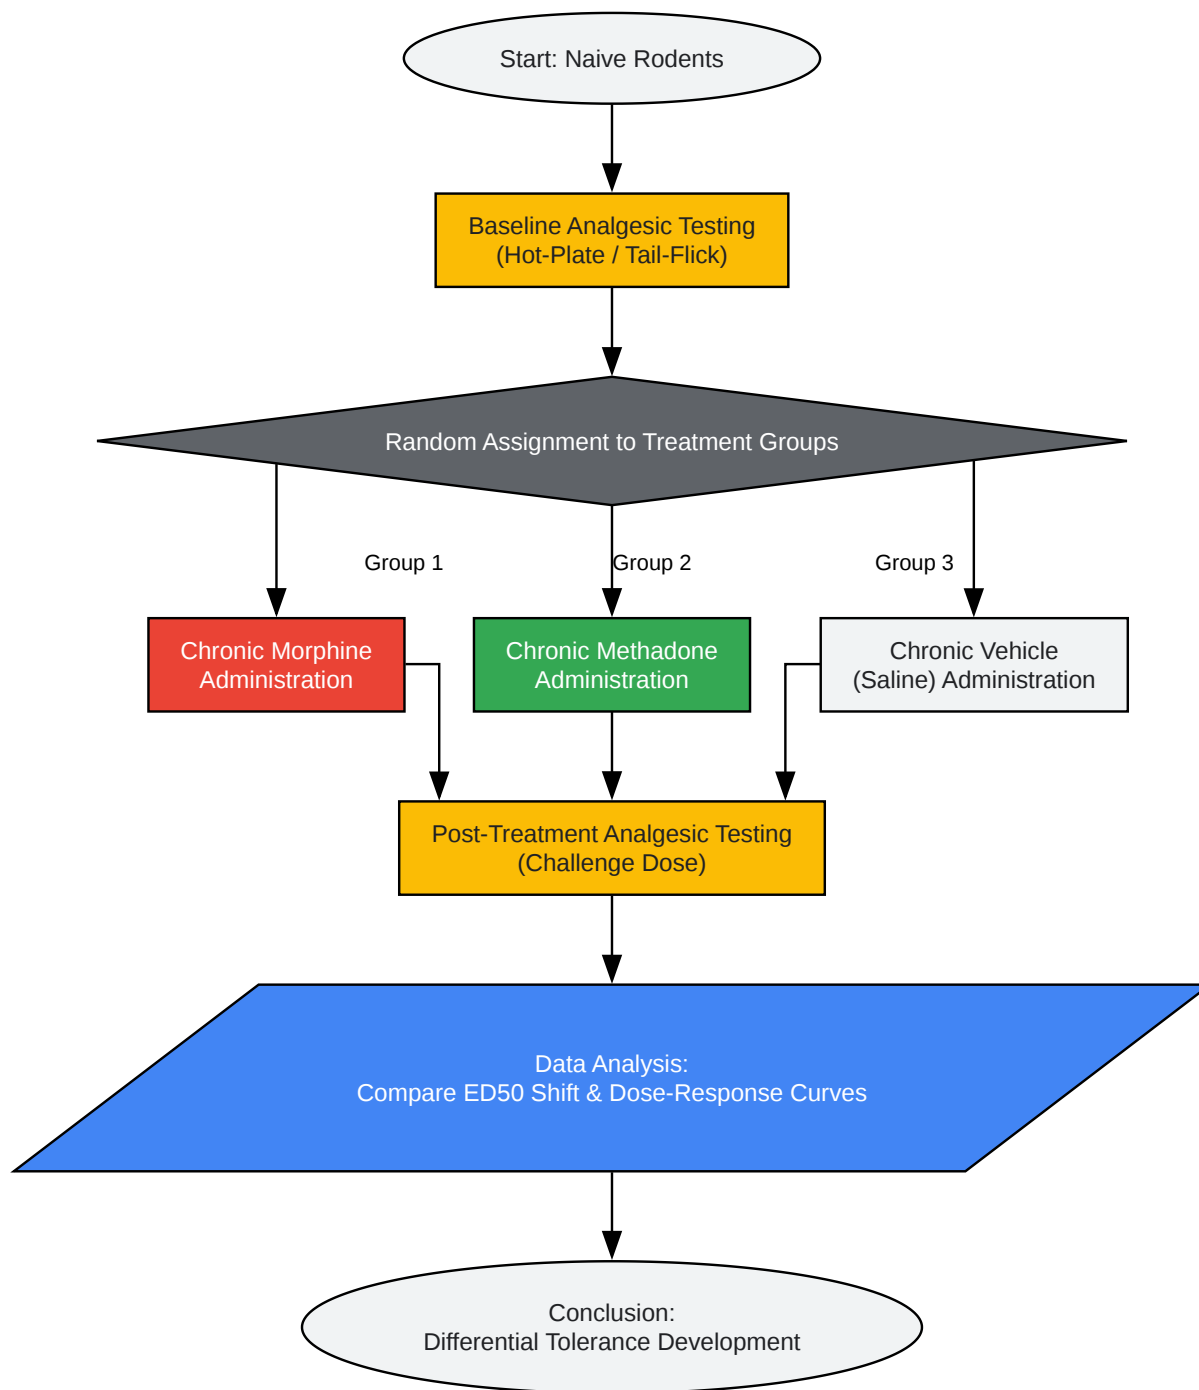 Start: Naive Rodents
Baseline Analgesic Testing
(Hot-Plate / Tail-Flick)
Random Assignment to Treatment Groups
Group 1
Group 2
Group 3
Chronic Morphine
Administration
Chronic Methadone
Administration
Chronic Vehicle
(Saline) Administration
Post-Treatment Analgesic Testing
(Challenge Dose)
Data Analysis:
Compare ED50 Shift & Dose-Response Curves
Conclusion:
Differential Tolerance Development